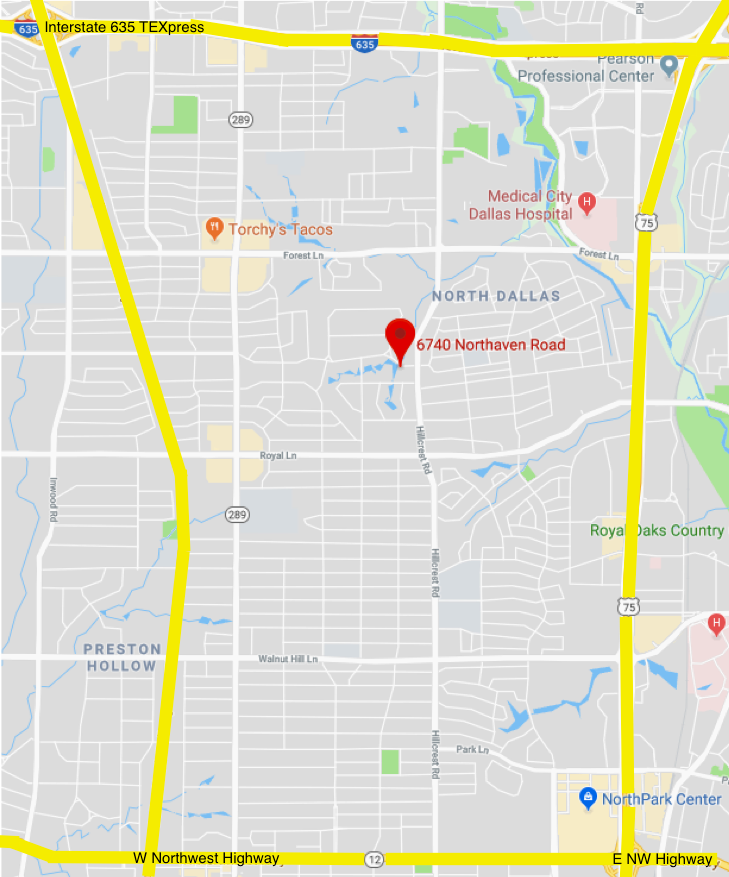 635
Interstate 635 TEXpress
635
Rd
Pearson
Professional Center
289
Medical City
Dallas Hospital
H
75
Torchy's Tacos
Forest Ln
Forest Ln
NORTH DALLAS
6740 Northaven Road
Hillcrest Rd
Royal Ln
Inwood Rd
289
Royal Oaks Country
Hillcrest Rd
75
H
PRESTON
HOLLOW
Walnut Hill Ln
Hillcrest Rd
Park Ln
NorthPark Center
W Northwest Highway
12
E NW Highway